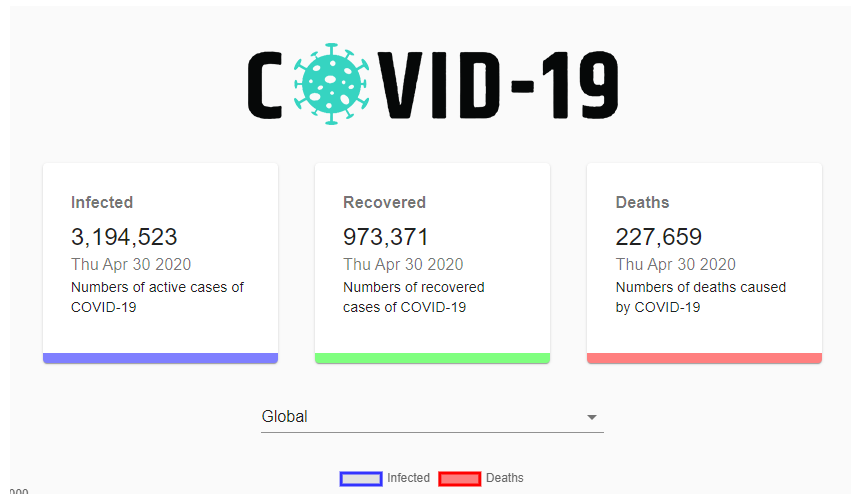 COVID-19
Infected
3,194,523
Thu Apr 30 2020
Numbers of active cases of
COVID-19
Recovered
973,371
Thu Apr 30 2020
Numbers of recovered
cases of COVID-19
Deaths
227,659
Thu Apr 30 2020
Numbers of deaths caused
by COVID-19
Global
Infected Deaths